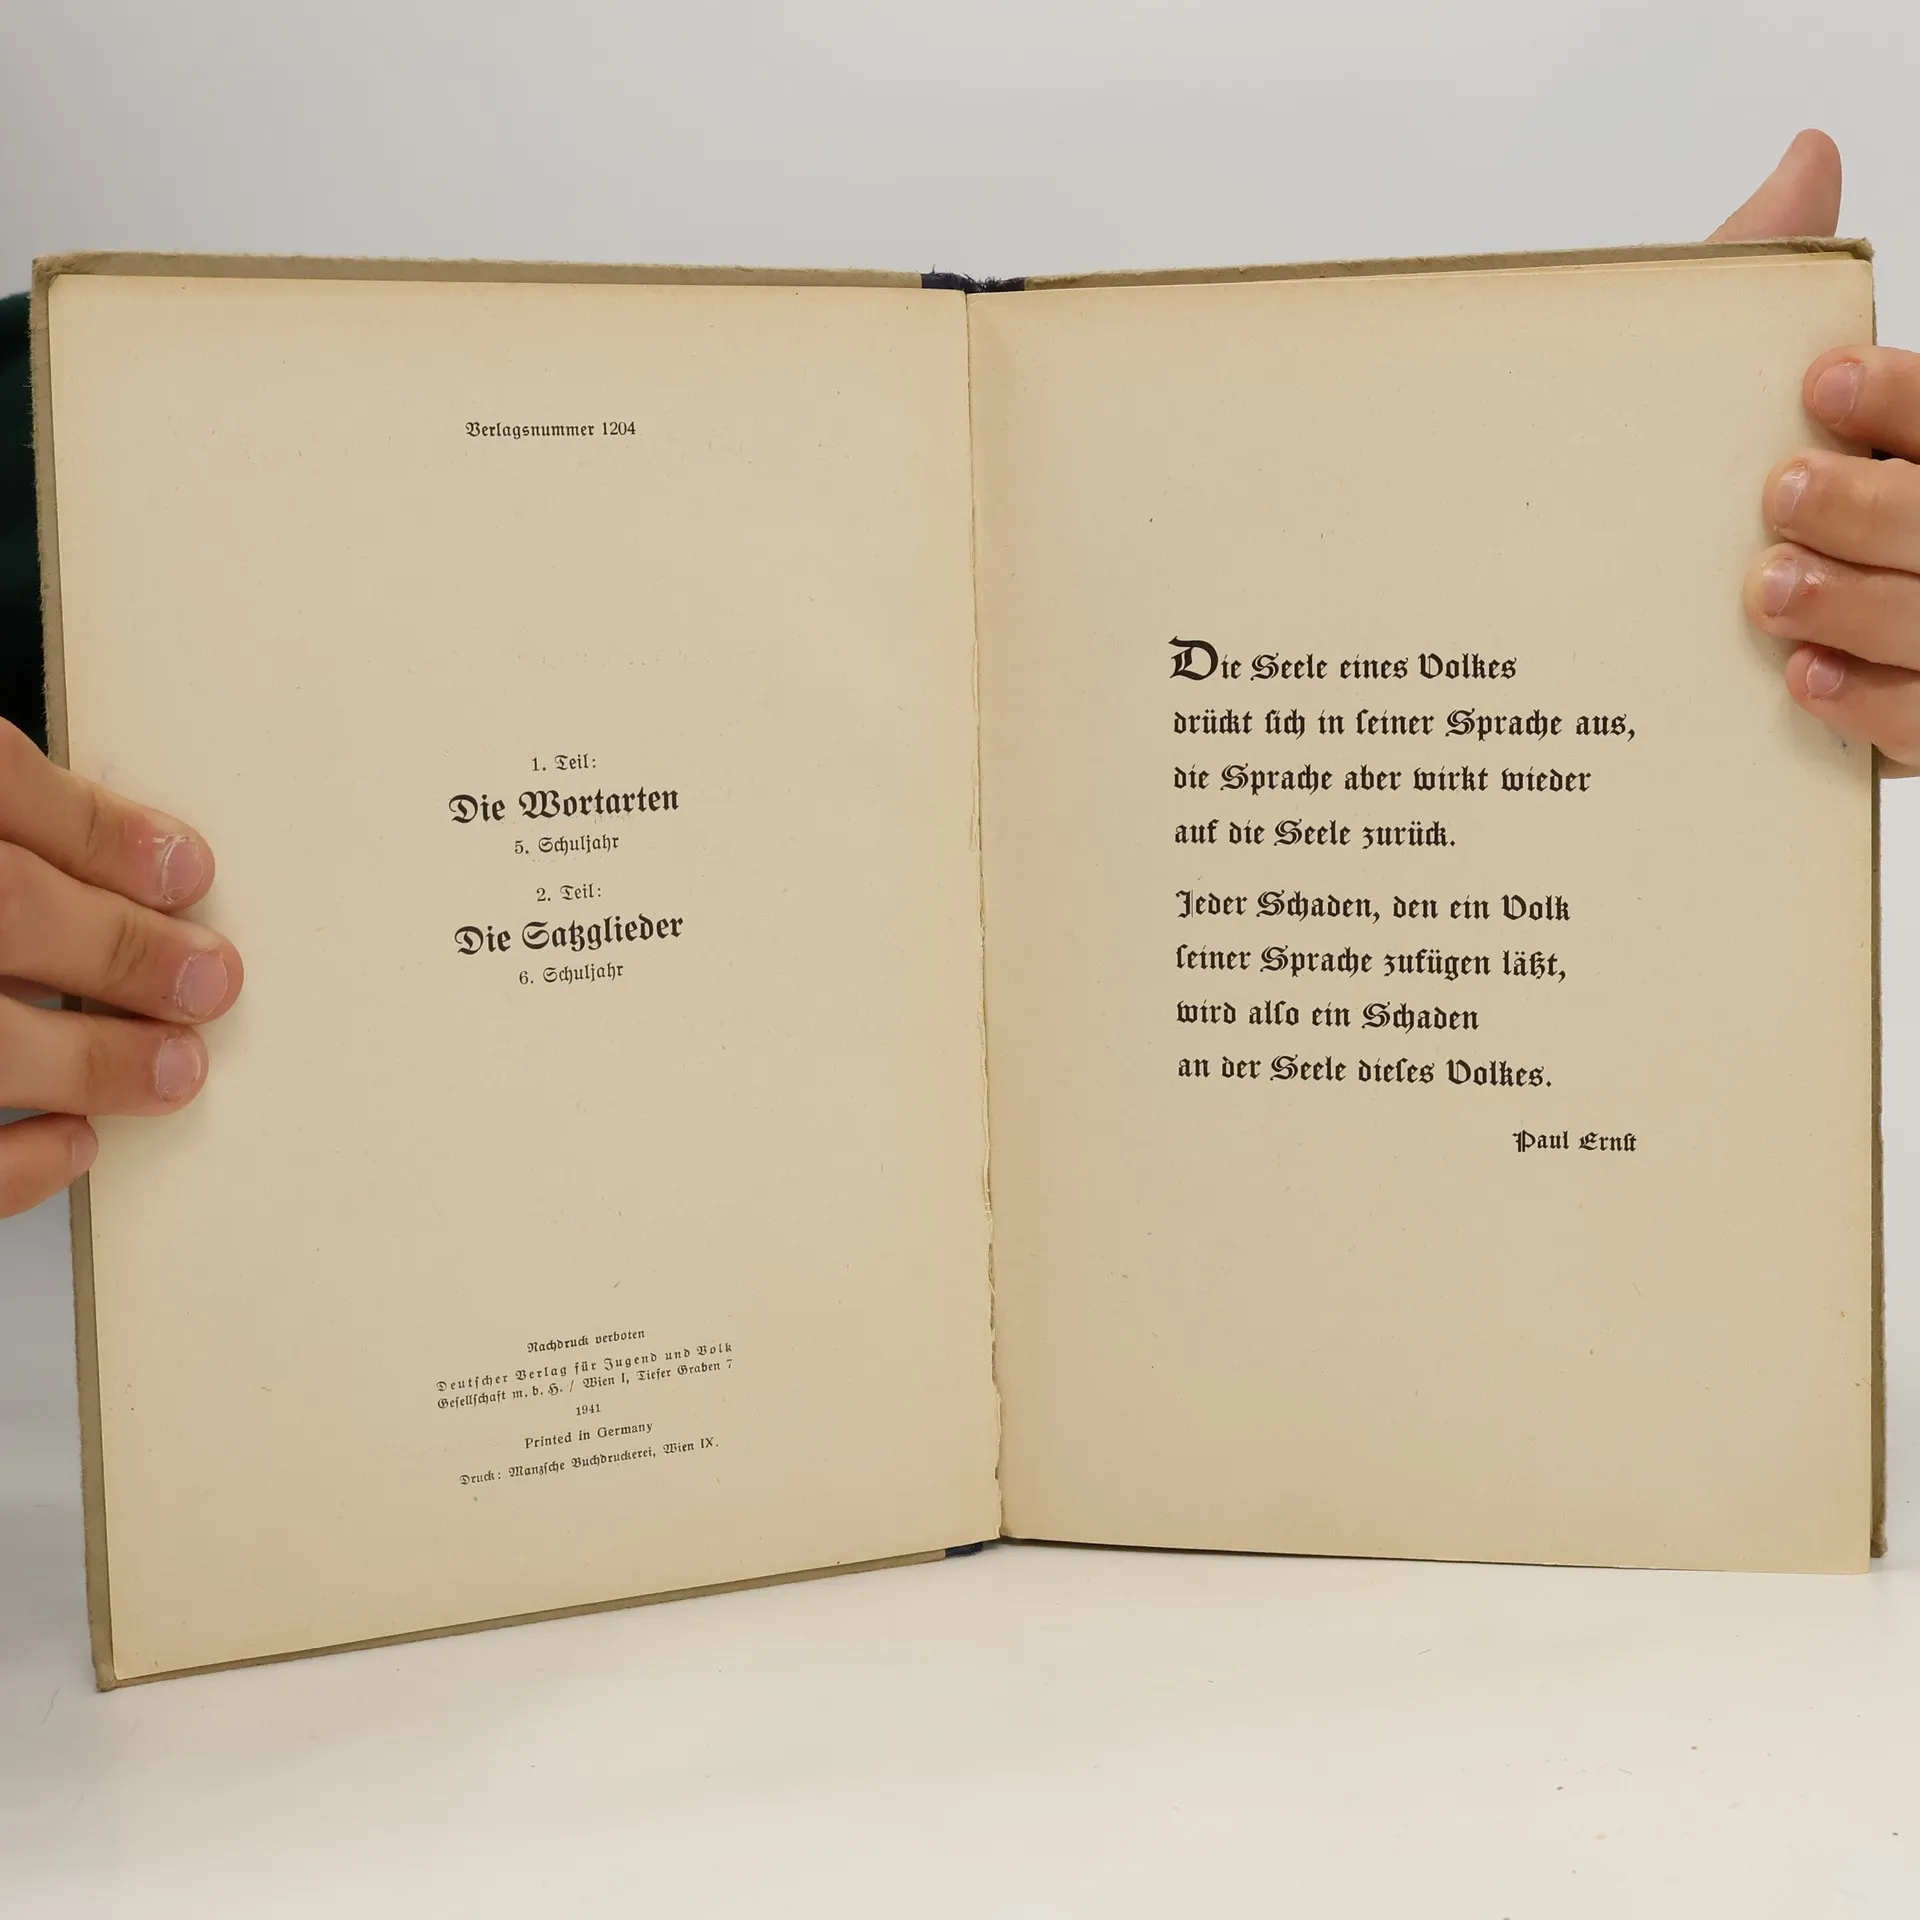 Verlagsnummer 1204
1. Teil:
Die Wortarten
5. Schuljahr
2. Teil:
Die Satzglieder
6. Schuljahr
Nachdruck verboten
Deutſcher Verlag für Jugend und Volk
Geſellſchaft m. b. H. / Wien I, Tiefer Graben 7
1941
Printed in Germany
Druck: Manzſche Buchdruckerei, Wien IX.
Die Seele eines Volkes
drückt ſich in ſeiner Sprache aus,
die Sprache aber wirkt wieder
auf die Seele zurück.
Jeder Schaden, den ein Volk
ſeiner Sprache zufügen läßt,
wird alſo ein Schaden
an der Seele dieſes Volkes.
Paul Ernſt